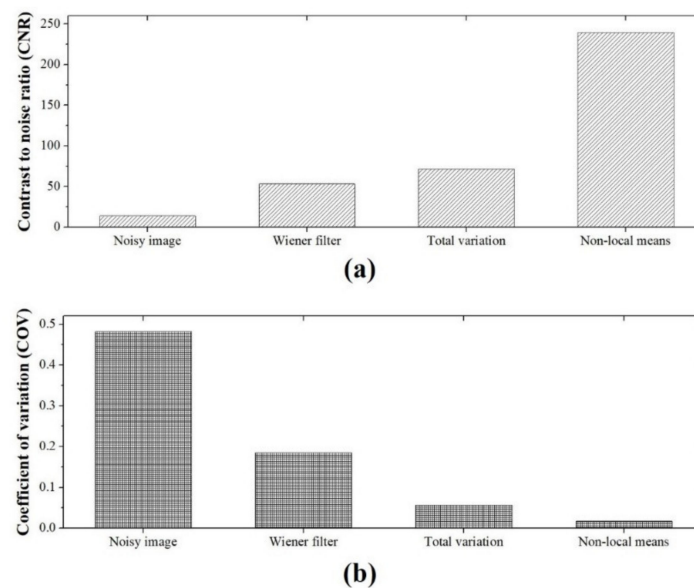 Contrast to noise ratio (CNR)
250
200
150
100
50
0
Noisy image Wiener filter Total variation Non-local means
(a)
Coefficient of variation (COV)
0.5
0.4
0.3
0.2
0.1
0.0
Noisy image Wiener filter Total variation Non-local means
(b)